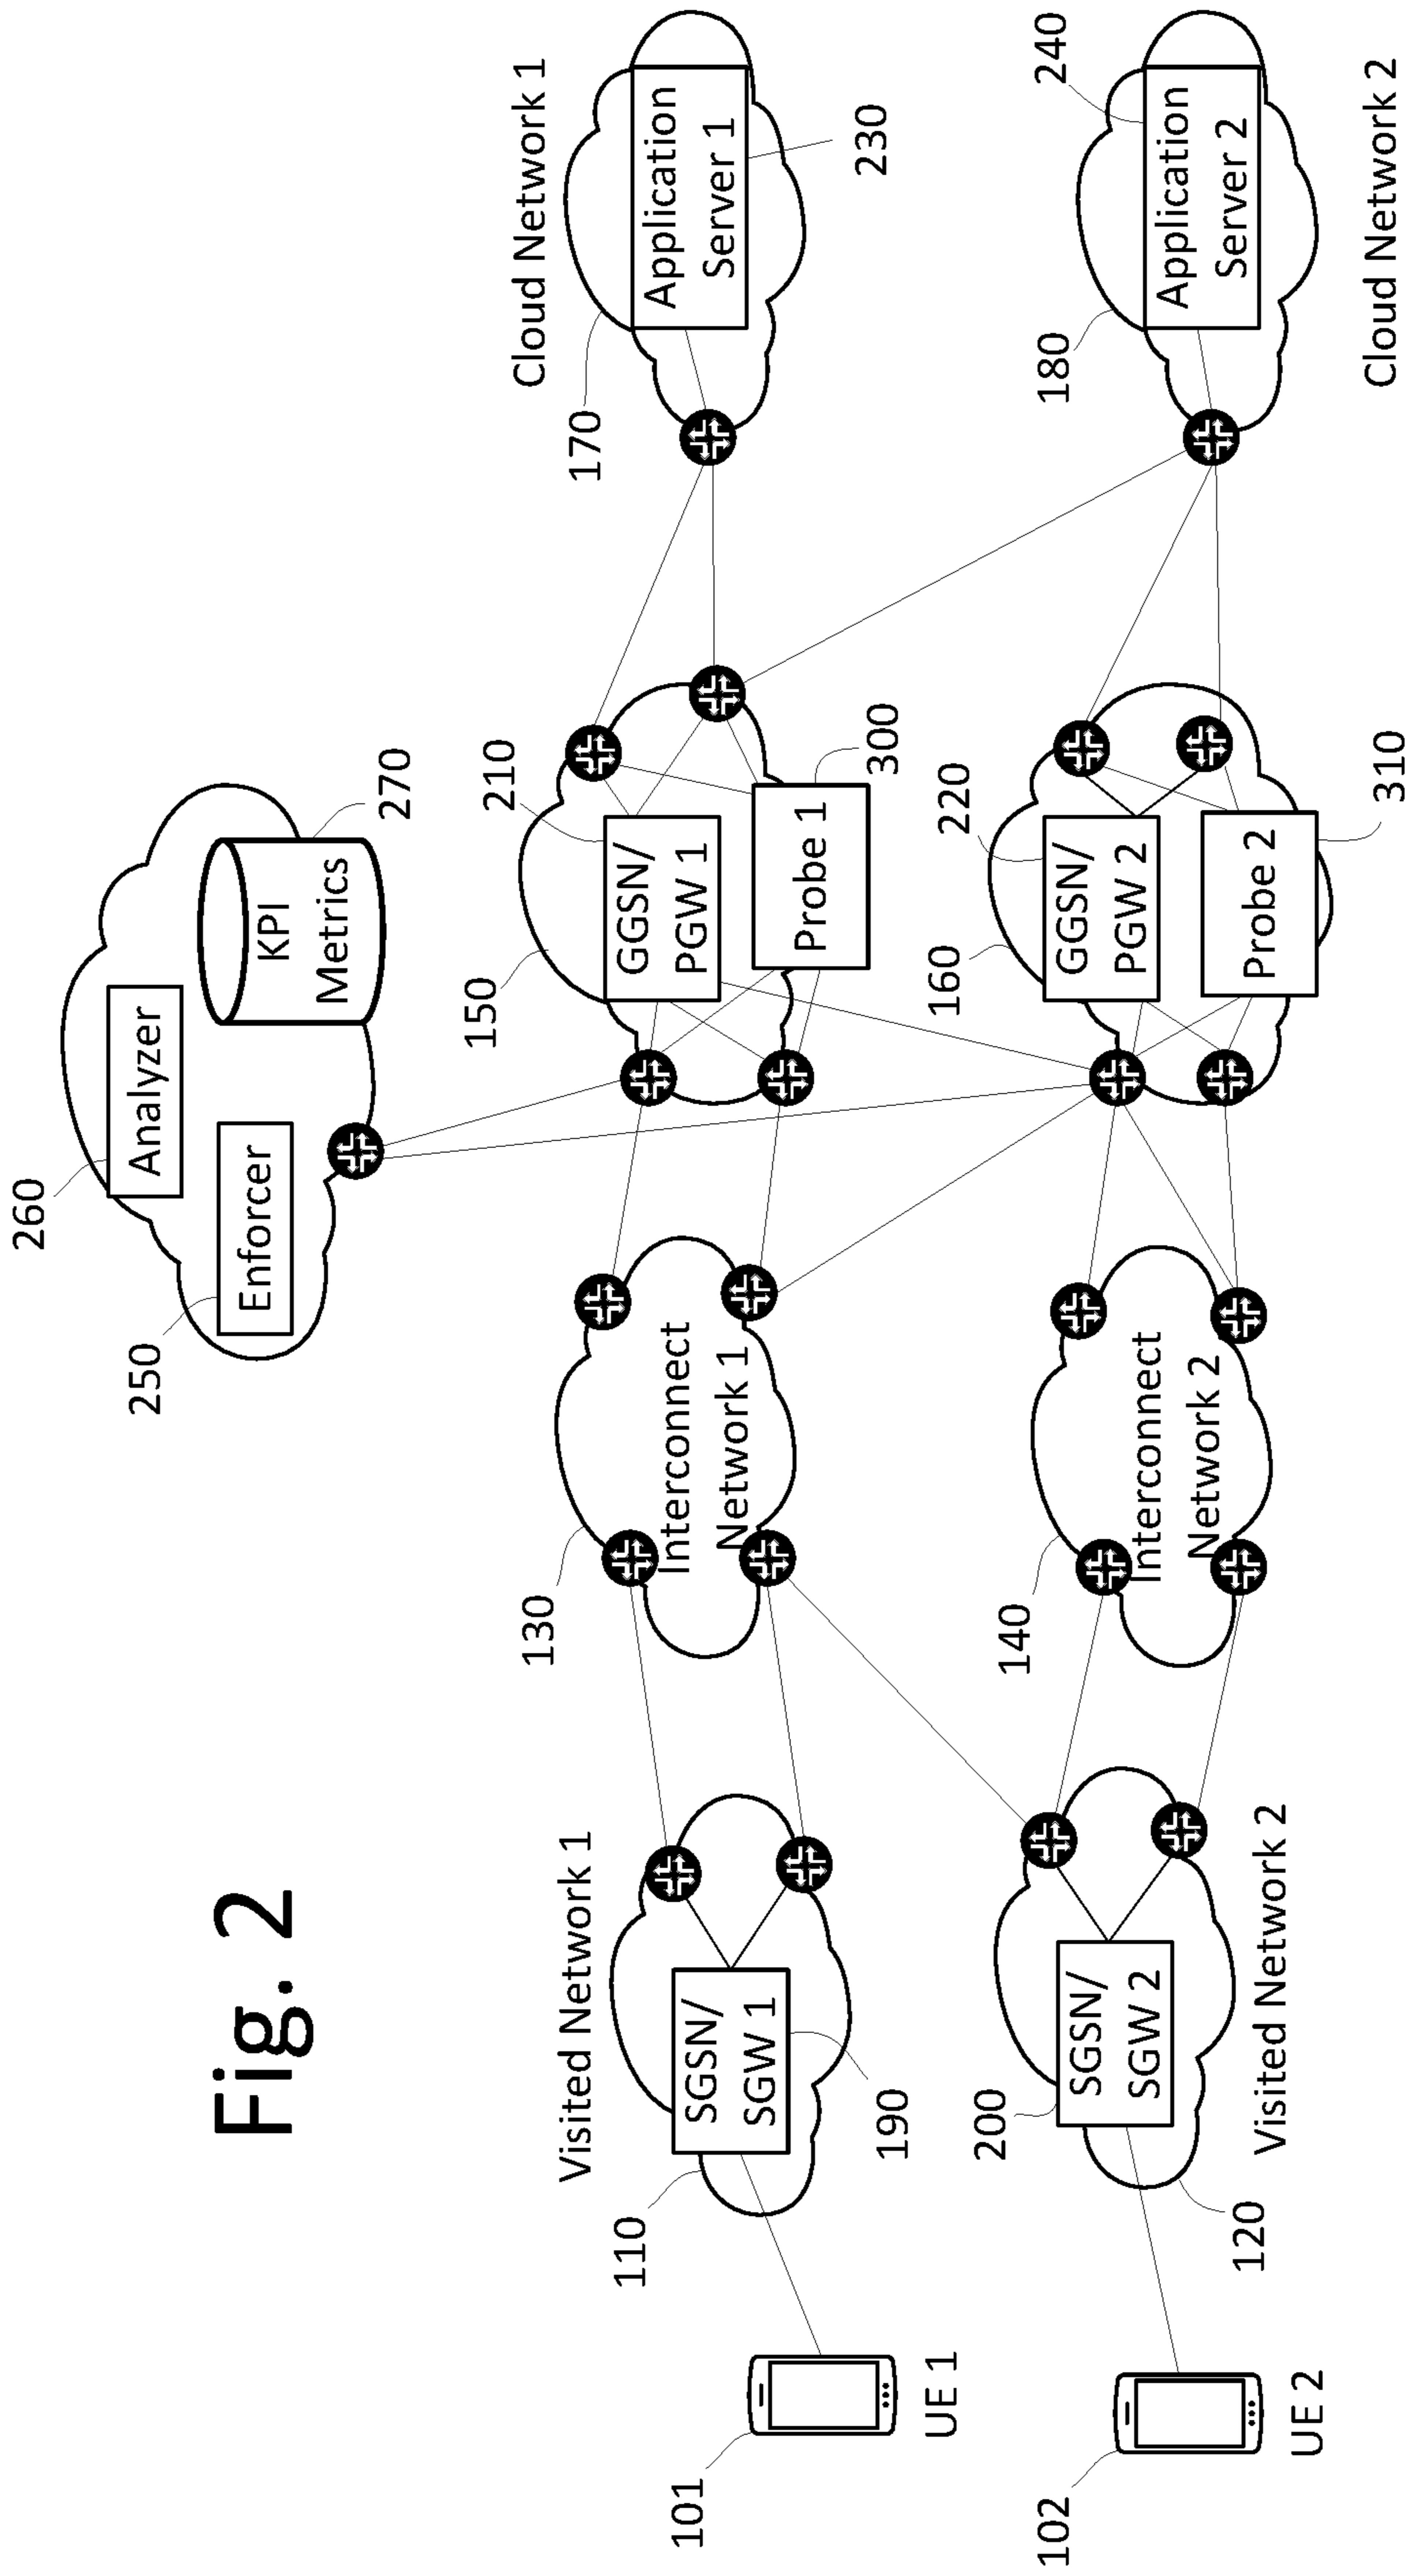 Fig. 2
260
Analyzer
250
Enforcer
KPI
Metrics
270
Visited Network 1
110
SGSN/
SGW 1
190
101
UE 1
130
Interconnect
Network 1
150
210
GGSN/
PGW 1
Probe 1
300
Cloud Network 1
170
Application
Server 1
230
102
UE 2
120
200
SGSN/
SGW 2
Visited Network 2
140
Interconnect
Network 2
160
220
GGSN/
PGW 2
Probe 2
310
180
240
Application
Server 2
Cloud Network 2